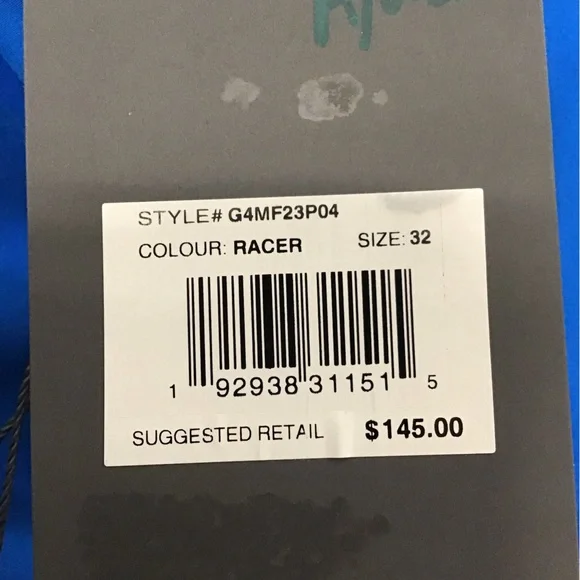 STYLE# G4MF23P04
COLOUR: RACER SIZE: 32
1 92938 31151 5
SUGGESTED RETAIL $145.00